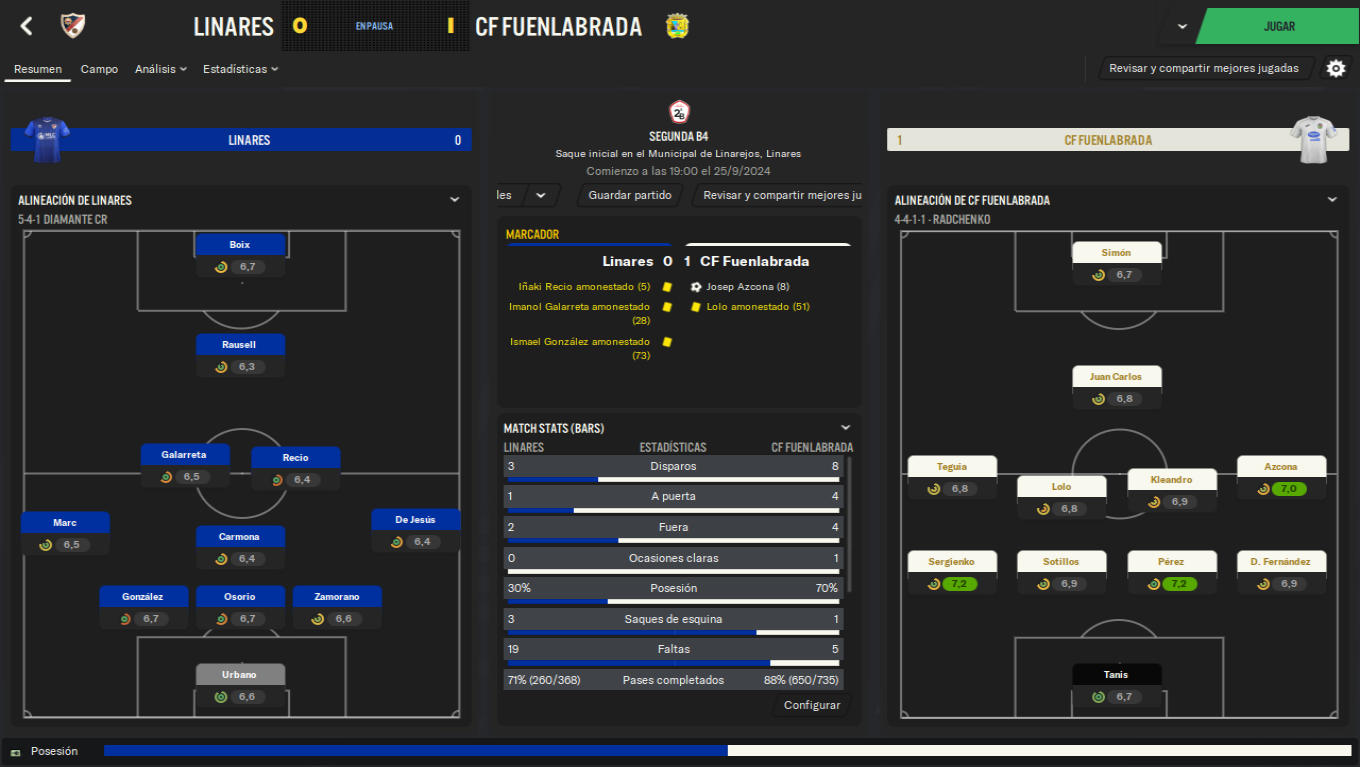 LINARES 0 EN PAUSA 1 CF FUENLABRADA
JUGAR
Resumen Campo Análisis Estadísticas
Revisar y compartir mejores jugadas
LINARES 0
ALINEACIÓN DE LINARES
5-4-1 DIAMANTE CR
Boix
6,7
Rausell
6,3
Galarreta
6,5
Recio
6,4
Marc
6,5
De Jesús
6,4
Carmona
6,4
González
6,7
Osorio
6,7
Zamorano
6,6
Urbano
6,6
2ªB
SEGUNDA B4
Saque inicial en el Municipal de Linarejos, Linares
Comienzo a las 19:00 el 25/9/2024
les
Guardar partido
Revisar y compartir mejores ju
MARCADOR
Linares 0 1 CF Fuenlabrada
Iñaki Recio amonestado (5)
Josep Azcona (8)
Imanol Galarreta amonestado
(28)
Lolo amonestado (51)
Ismael González amonestado
(73)
MATCH STATS (BARS)
LINARES ESTADÍSTICAS CF FUENLABRADA
3 Disparos 8
1 A puerta 4
2 Fuera 4
0 Ocasiones claras 1
30% Posesión 70%
3 Saques de esquina 1
19 Faltas 5
71% (260/368) Pases completados 88% (650/735)
Configurar
1 CF FUENLABRADA
ALINEACIÓN DE CF FUENLABRADA
4-4-1-1 - RADCHENKO
Simón
6,7
Juan Carlos
6,8
Teguia
6,8
Lolo
6,8
Kleandro
6,9
Azcona
7,0
Sergienko
7,2
Sotillos
6,9
Pérez
7,2
D. Fernández
6,9
Tanis
6,7
Posesión